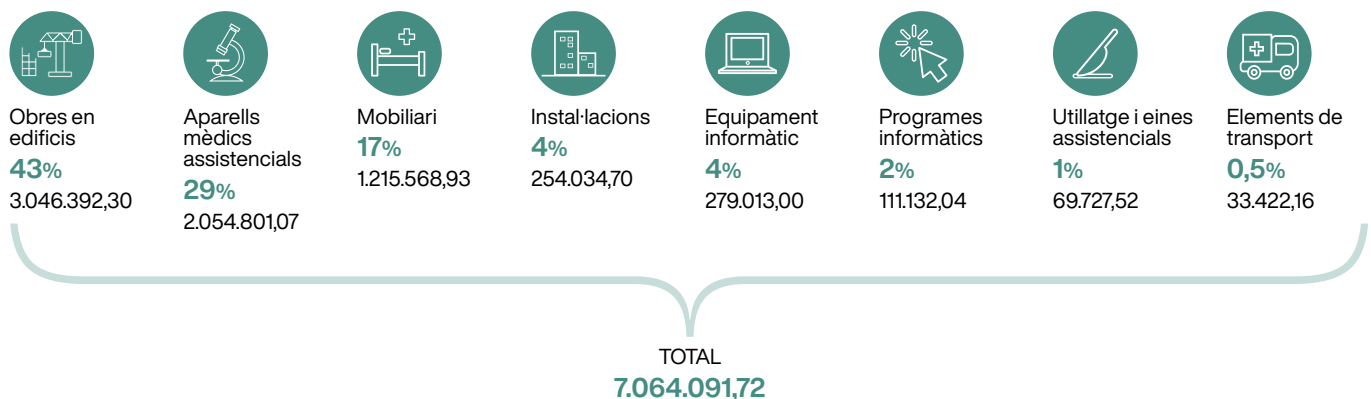 Obres en
edificis
43%
3.046.392,30
Aparells
mèdics
assistencials
29%
2.054.801,07
Mobiliari
17%
1.215.568,93
Instal·lacions
4%
254.034,70
Equipament
informàtic
4%
279.013,00
Programes
informàtics
2%
111.132,04
Utillatge i eines
assistencials
1%
69.727,52
Elements de
transport
0,5%
33.422,16
TOTAL
7.064.091,72